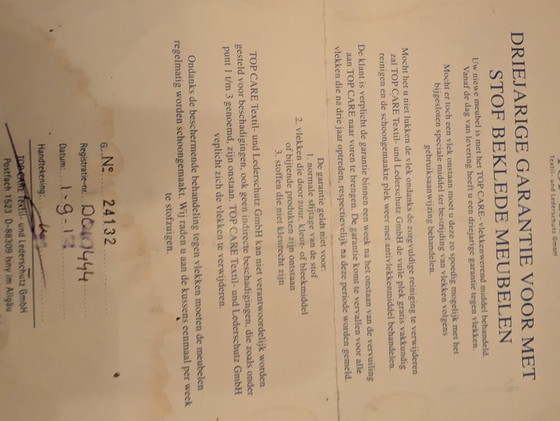 Textil- und Lederschutz GmbH
DRIEJARIGE GARANTIE VOOR MET
STOF BEKLEDE MEUBELEN
Uw nieuwe meubel is met het TOP CARE- vlekkenwerend middel behandeld.
Vanaf de dag van levering heeft u een driejarige garantie tegen vlekken.
Mocht er toch een vlek ontstaan moet u deze zo spoedig mogelijk met het
bijgesloten speciale middel ter bestrijding van vlekken volgens
gebruiksaanwijzing behandelen.
Mocht het u niet lukken de vlek ondanks de zorgvuldige reiniging te verwijderen
zal TOP CARE Textil- und Lederschutz GmbH de vuile plek gratis vakkundig
reinigen en de schoongemaakte plek weer met antivlekkenmiddel behandelen.
De klant is verplicht de garantie binnen een week na het ontstaan van de vervuiling
aan TOP CARE naar voren te brengen. De garantie komt te vervallen voor alle
vlekken die na drie jaar optreden, respectievelijk na deze periode worden gemeld.
De garantie geldt niet voor:
1. normale slijtage van de stof
2. vlekken die door zuur, kleur- of bleekmiddel
of bijtende produkten zijn ontstaan
3. stoffen die niet kleurecht zijn
TOP CARE Textil- und Lederschutz GmbH kan niet verantwoordelijk worden
gesteld voor beschadigingen, ook geen indirecte beschadigingen, die zoals onder
punt 1 t/m 3 genoemd, zijn ontstaan. TOP CARE Textil- und Lederschutz GmbH
verplicht zich de vlekken te verwijderen.
Ondanks de beschermende behandeling tegen vlekken moeten de meubelen
regelmatig worden schoongemaakt. Wij raden u aan de kussens eenmaal per week
te stofzuigen.
G. Nº 24132
Registratie-nr.
Datum: 1-9-
Handtekening:
TOP CARE Textil- und Lederschutz GmbH
Postfach 1523 D-88309 Isny im Allgäu